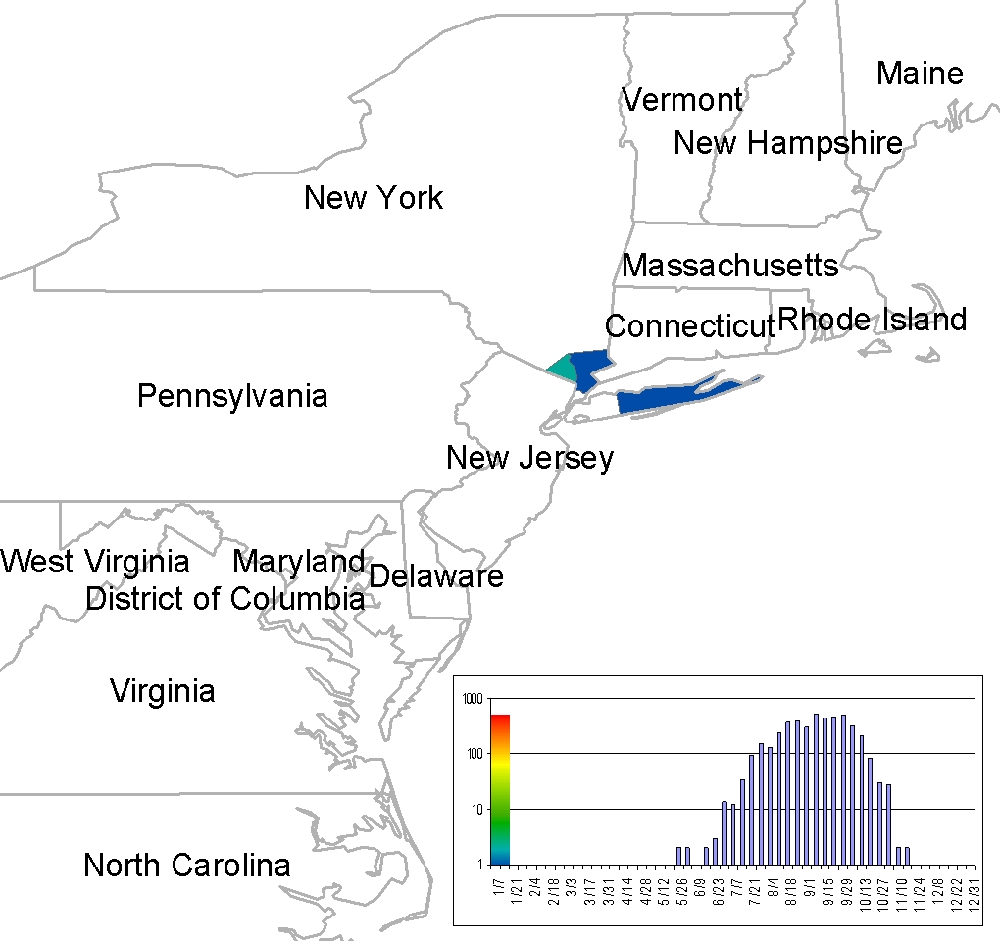 Maine
Vermont
New Hampshire
New York
Massachusetts
Connecticut
Rhode Island
Pennsylvania
New Jersey
West Virginia
Maryland
Delaware
District of Columbia
Virginia
North Carolina
1000
100
10
1
1/7
1/21
2/4
2/18
3/3
3/17
3/31
4/14
4/28
5/12
5/26
6/9
6/23
7/7
7/21
8/4
8/18
9/1
9/15
9/29
10/13
10/27
11/10
11/24
12/8
12/22
12/31